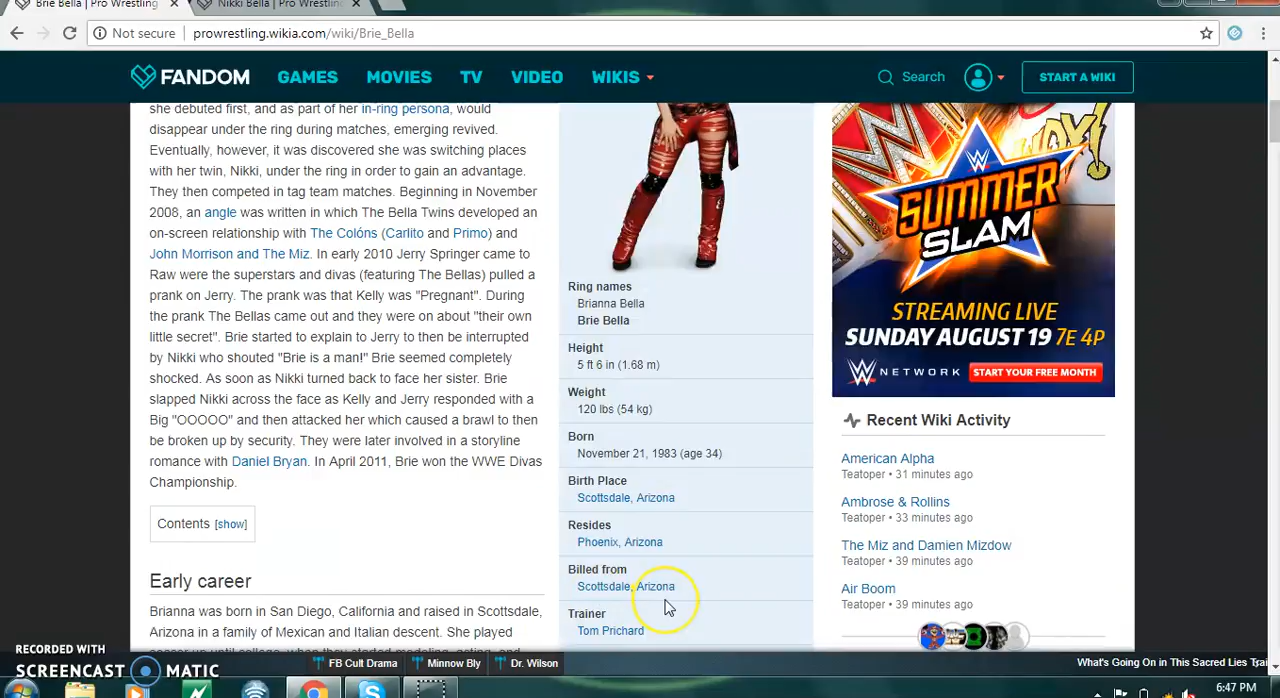 Brie Bella | Pro Wrestling
Nikki Bella | Pro Wrestling
Not secure | prowrestling.wikia.com/wiki/Brie_Bella
FANDOM GAMES MOVIES TV VIDEO WIKIS Search START A WIKI
she debuted first, and as part of her in-ring persona, would
disappear under the ring during matches, emerging revived.
Eventually, however, it was discovered she was switching places
with her twin, Nikki, under the ring in order to gain an advantage.
They then competed in tag team matches. Beginning in November
2008, an angle was written in which The Bella Twins developed an
on-screen relationship with The Colóns (Carlito and Primo) and
John Morrison and The Miz. In early 2010 Jerry Springer came to
Raw were the superstars and divas (featuring The Bellas) pulled a
prank on Jerry. The prank was that Kelly was "Pregnant". During
the prank The Bellas came out and they were on about "their own
little secret". Brie started to explain to Jerry to then be interrupted
by Nikki who shouted "Brie is a man!" Brie seemed completely
shocked. As soon as Nikki turned back to face her sister. Brie
slapped Nikki across the face as Kelly and Jerry responded with a
Big "OOOOO" and then attacked her which caused a brawl to then
be broken up by security. They were later involved in a storyline
romance with Daniel Bryan. In April 2011, Brie won the WWE Divas
Championship.
Contents [show]
Early career
Brianna was born in San Diego, California and raised in Scottsdale,
Arizona in a family of Mexican and Italian descent. She played
Ring names
Brianna Bella
Brie Bella
Height
5 ft 6 in (1.68 m)
Weight
120 lbs (54 kg)
Born
November 21, 1983 (age 34)
Birth Place
Scottsdale, Arizona
Resides
Phoenix, Arizona
Billed from
Scottsdale, Arizona
Trainer
Tom Prichard
SUMMER
SLAM
STREAMING LIVE
SUNDAY AUGUST 19 7E 4P
NETWORK START YOUR FREE MONTH
Recent Wiki Activity
American Alpha
Teatoper • 31 minutes ago
Ambrose & Rollins
Teatoper • 33 minutes ago
The Miz and Damien Mizdow
Teatoper • 39 minutes ago
Air Boom
Teatoper • 39 minutes ago
FB Cult Drama Minnow Bly Dr. Wilson What's Going On in This Sacred Lies
RECORDED WITH
SCREENCAST MATIC
6:47 PM